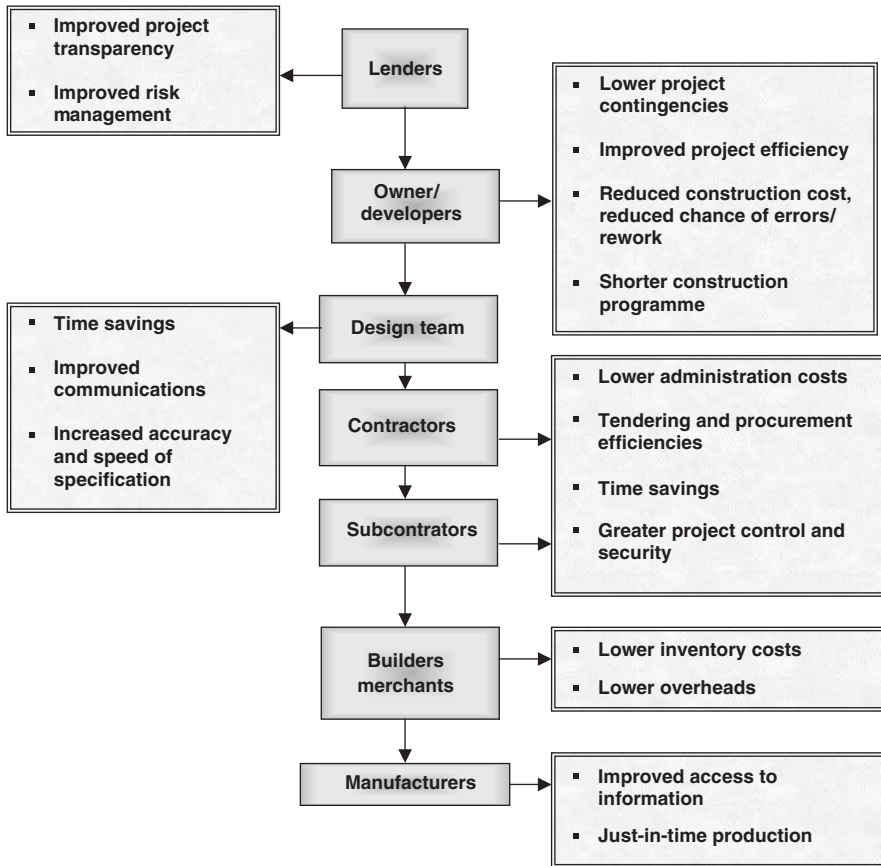 ▪ Improved project
transparency
▪ Improved risk
management
Lenders
▪ Lower project
contingencies
▪ Improved project efficiency
▪ Reduced construction cost,
reduced chance of errors/
rework
▪ Shorter construction
programme
Owner/
developers
▪ Time savings
▪ Improved
communications
▪ Increased accuracy
and speed of
specification
Design team
Contractors
▪ Lower administration costs
▪ Tendering and procurement
efficiencies
▪ Time savings
▪ Greater project control and
security
Subcontrators
Builders
merchants
▪ Lower inventory costs
▪ Lower overheads
Manufacturers
▪ Improved access to
information
▪ Just-in-time production